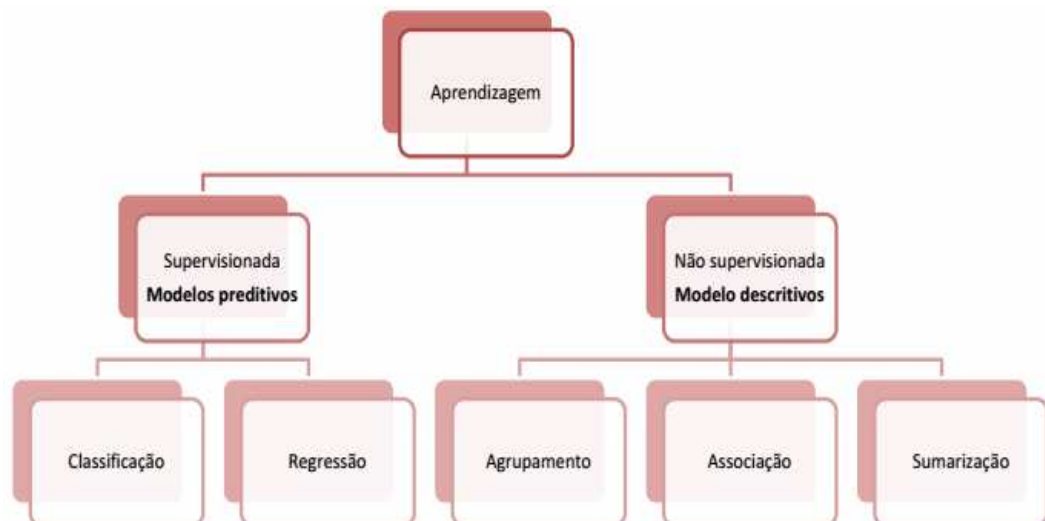 Aprendizagem
Supervisionada
Modelos preditivos
Não supervisionada
Modelo descritivos
Classificação
Regressão
Agrupamento
Associação
Sumarização